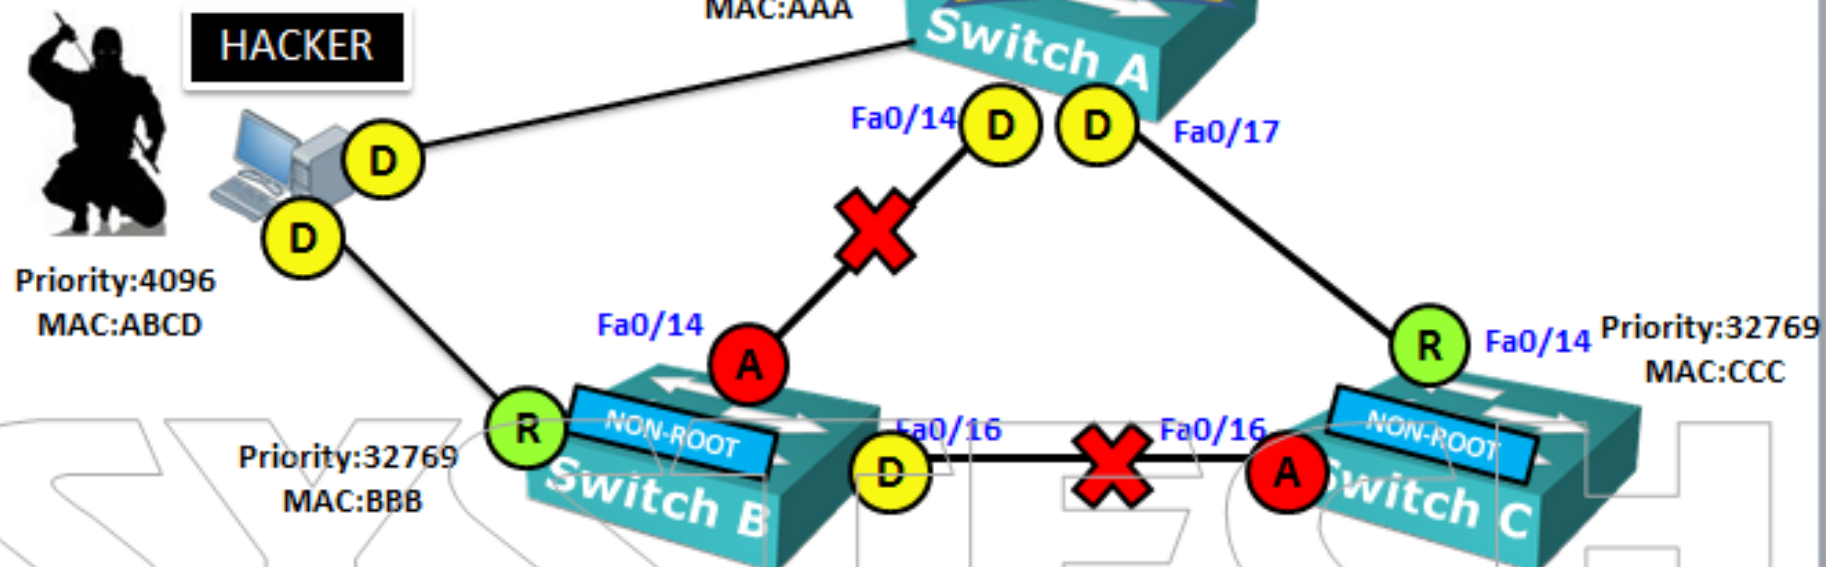 MAC:AAA
HACKER
Switch A
Fa0/14
D
D
Fa0/17
D
D
Priority:4096
MAC:ABCD
Fa0/14
A
R
Fa0/14
Priority:32769
MAC:CCC
R
NON-ROOT
Fa0/16
Fa0/16
NON-ROOT
Priority:32769
MAC:BBB
D
A
Switch B
Switch C